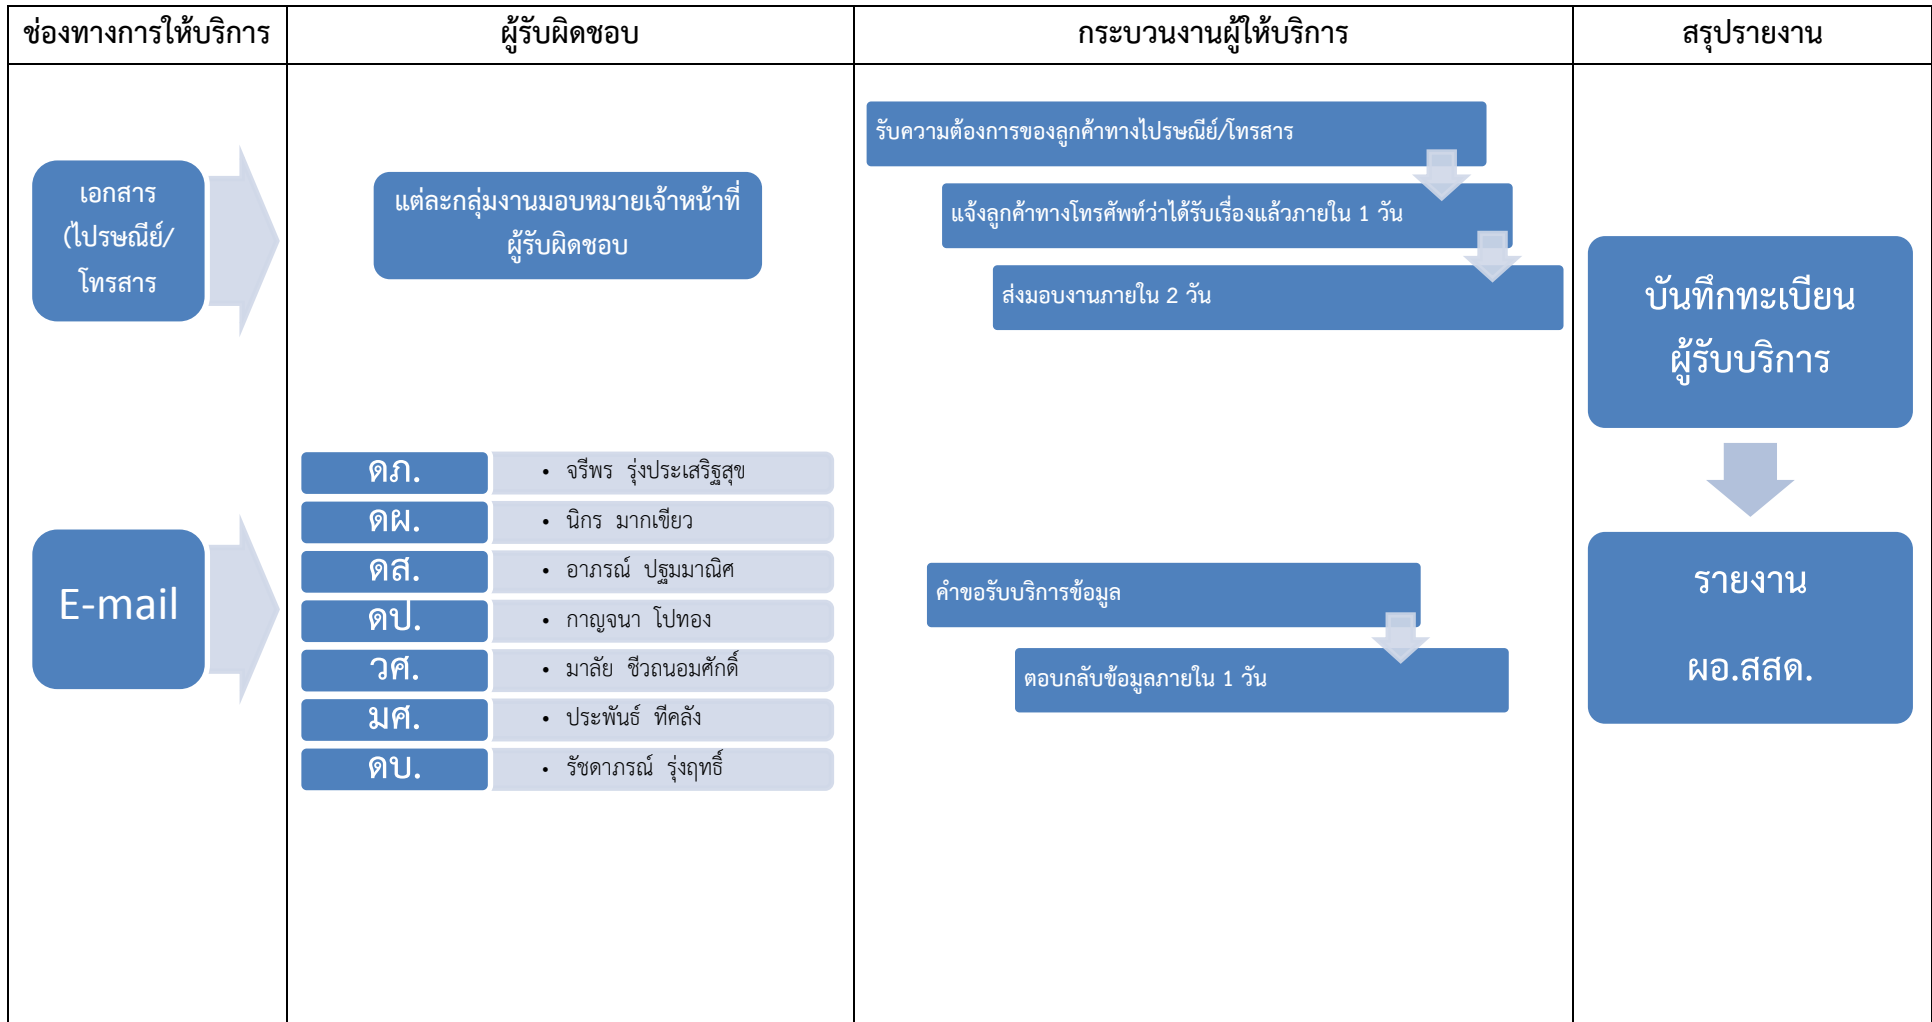 ช่องทางการให้บริการ
ผู้รับผิดชอบ
กระบวนงานผู้ให้บริการ
สรุปรายงาน
เอกสาร
(ไปรษณีย์/
โทรสาร
แต่ละกลุ่มงานมอบหมายเจ้าหน้าที่
ผู้รับผิดชอบ
รับความต้องการของลูกค้าทางไปรษณีย์/โทรสาร
แจ้งลูกค้าทางโทรศัพท์ว่าได้รับเรื่องแล้วภายใน 1 วัน
ส่งมอบงานภายใน 2 วัน
บันทึกทะเบียน
ผู้รับบริการ
E-mail
ดภ.
• จรีพร รุ่งประเสริฐสุข
ดผ.
• นิกร มากเขียว
ดส.
• อาภรณ์ ปฐมมาณิศ
ดป.
• กาญจนา โปทอง
วศ.
• มาลัย ชีวถนอมศักดิ์
มศ.
• ประพันธ์ ทีคลัง
ดบ.
• รัชดาภรณ์ รุ่งฤทธิ์
คำขอรับบริการข้อมูล
ตอบกลับข้อมูลภายใน 1 วัน
รายงาน
ผอ.สสด.